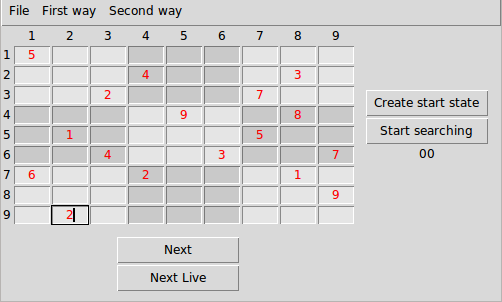 File First way Second way
1 2 3 4 5 6 7 8 9
1 5
2 4 3
3 2 7
4 9 8
Create start state
5 1 5
Start searching
6 4 3 7
00
7 6 2 1
8 9
9 2
Next
Next Live